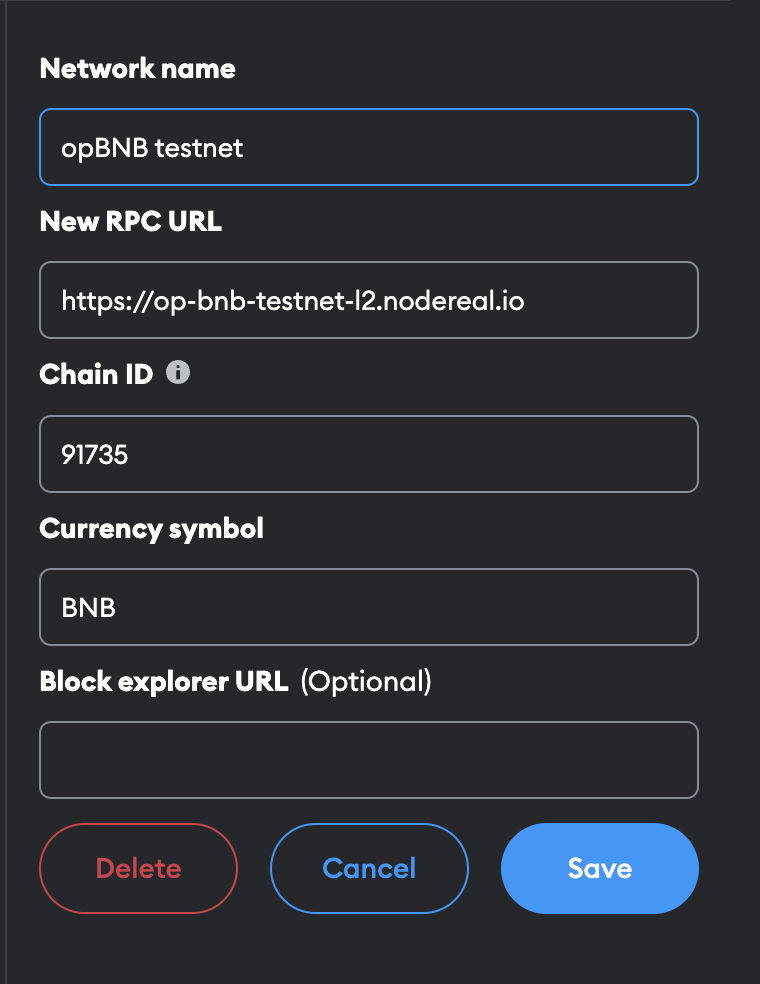 Network name
opBNB testnet
New RPC URL
https://op-bnb-testnet-l2.nodereal.io
Chain ID
91735
Currency symbol
BNB
Block explorer URL (Optional)
Delete Cancel Save